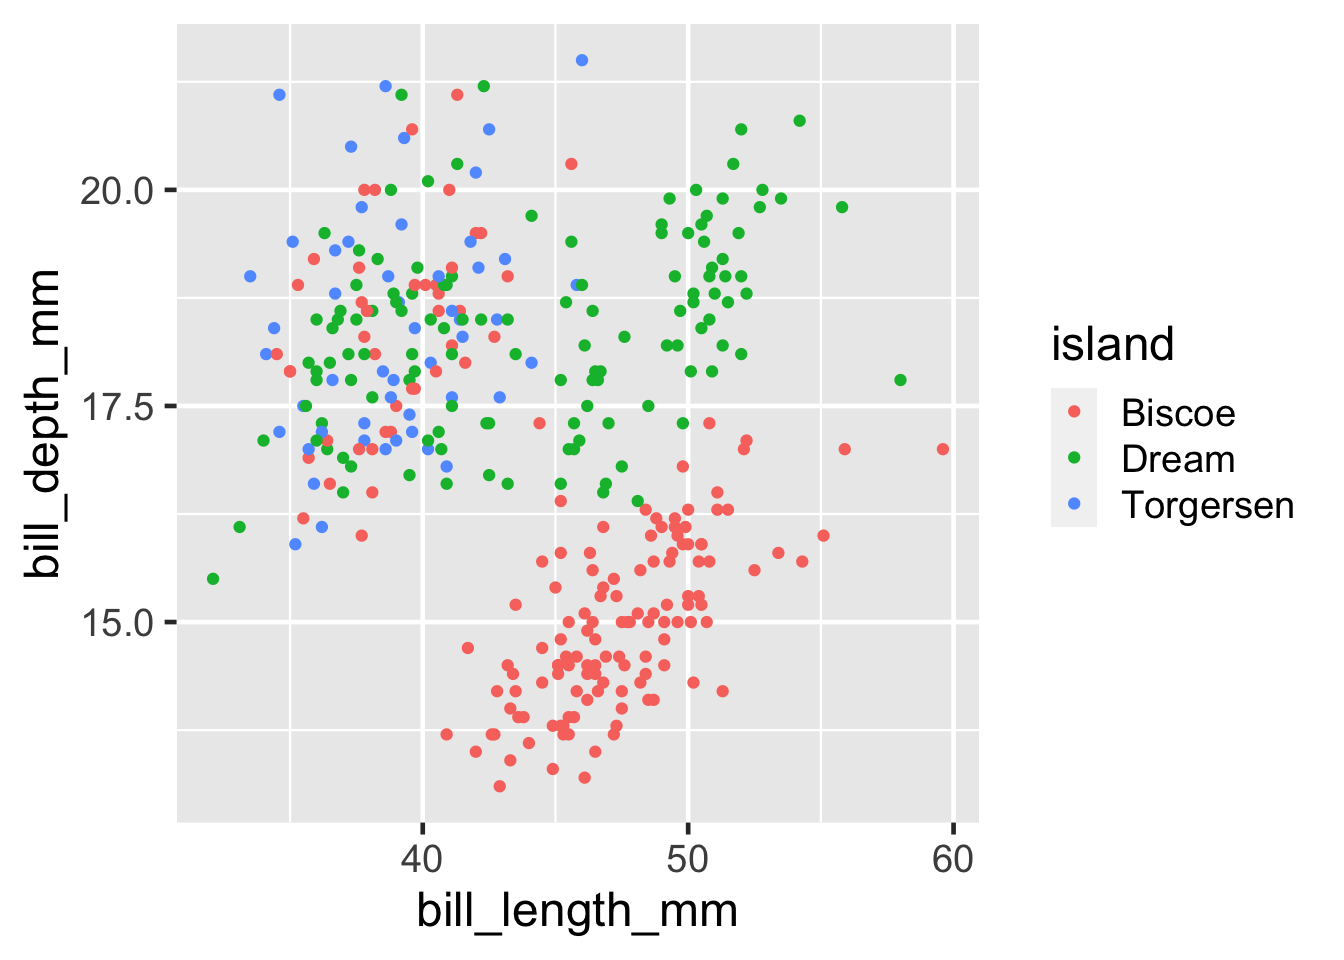 20.0
17.5
15.0
bill_depth_mm
40 50 60
bill_length_mm
island
Biscoe
Dream
Torgersen